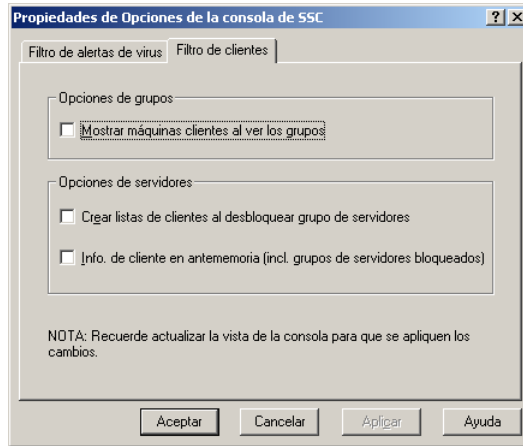 Propiedades de Opciones de la consola de SSC
Filtro de alertas de virus
Filtro de clientes
Opciones de grupos
Mostrar máquinas clientes al ver los grupos
Opciones de servidores
Crear listas de clientes al desbloquear grupo de servidores
Info. de cliente en antememoria (incl. grupos de servidores bloqueados)
NOTA: Recuerde actualizar la vista de la consola para que se apliquen los
cambios.
Aceptar
Cancelar
Aplicar
Ayuda